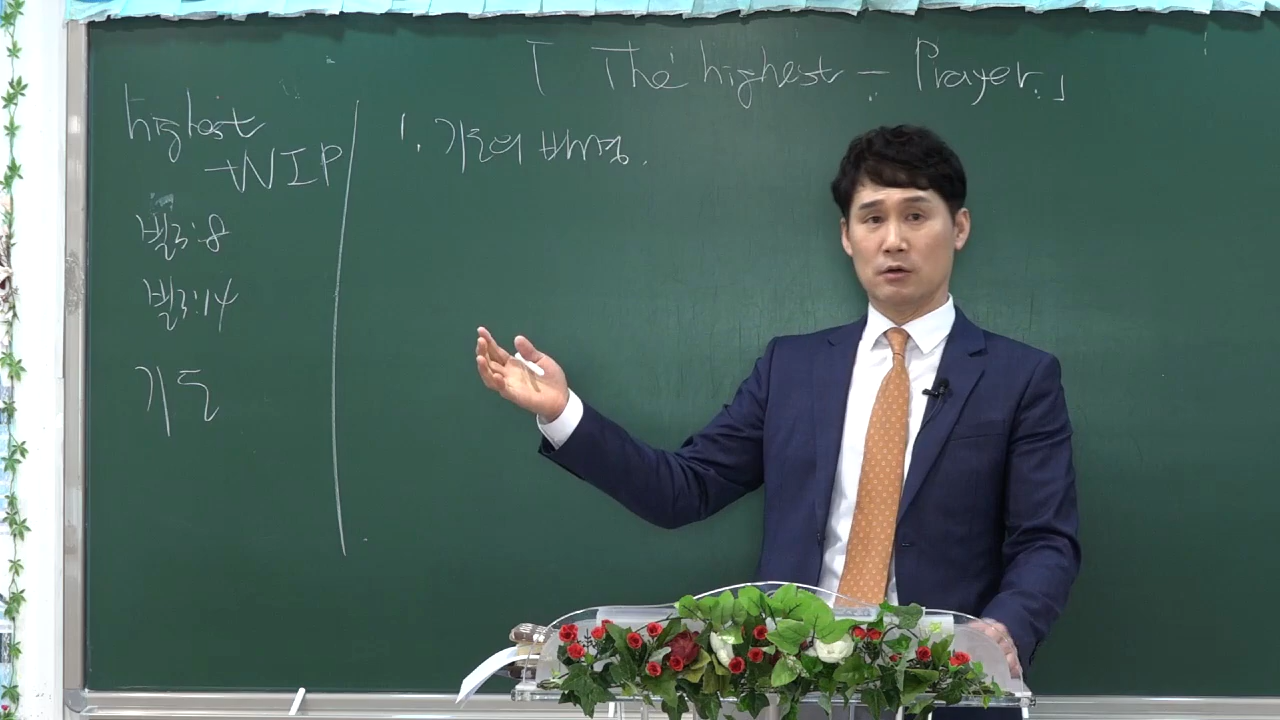 「 The highest - Prayer.」
highest
→WIP
빌3:8
빌3:14
기도
1. 기도의 배경.